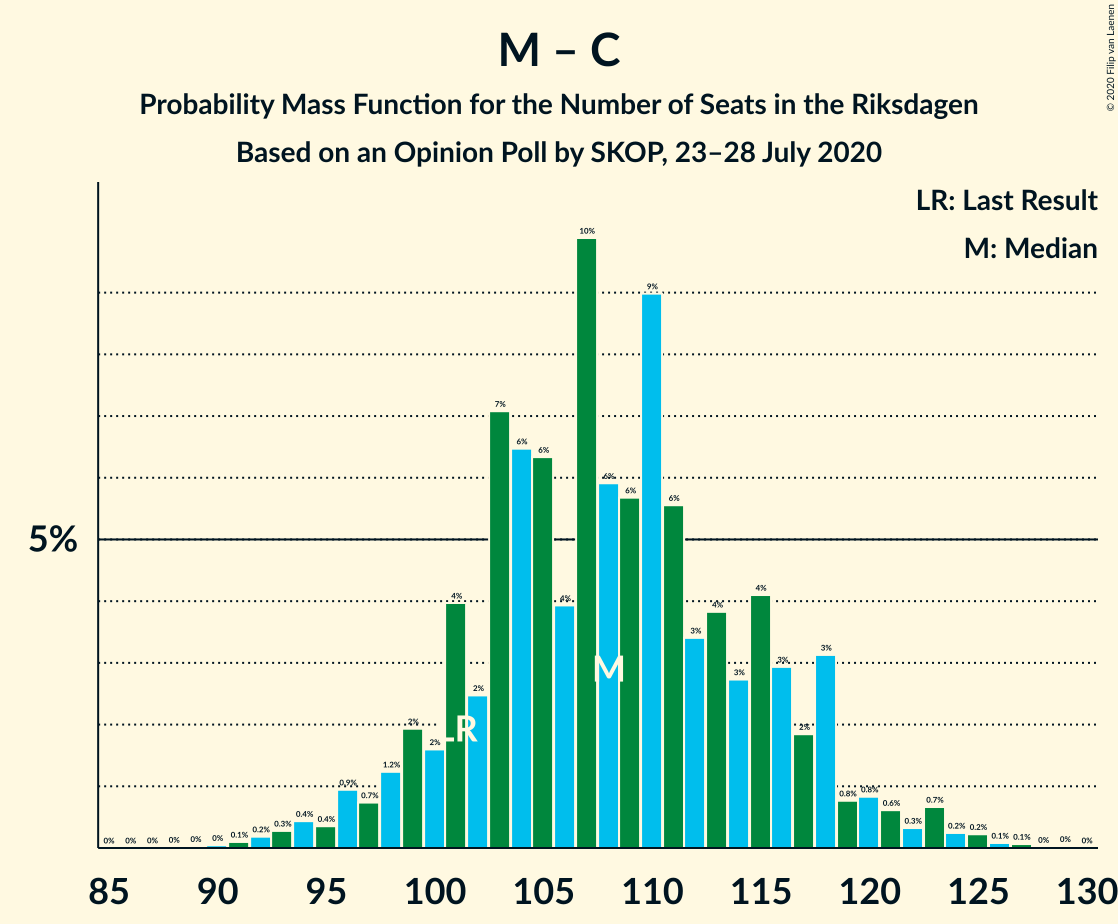 M – C
Probability Mass Function for the Number of Seats in the Riksdagen
Based on an Opinion Poll by SKOP, 23–28 July 2020
© 2020 Filip van Laenen
LR: Last Result
M: Median
5%
0% 0% 0% 0% 0% 0% 0.1% 0.2% 0.3% 0.4% 0.4% 0.9% 0.7% 1.2% 2% 2% 4% 2% 7% 6% 6% 4% 10% 6% 6% 9% 6% 3% 4% 3% 4% 3% 2% 3% 0.8% 0.8% 0.6% 0.3% 0.7% 0.2% 0.2% 0.1% 0.1% 0% 0% 0%
LR
M
85 90 95 100 105 110 115 120 125 130